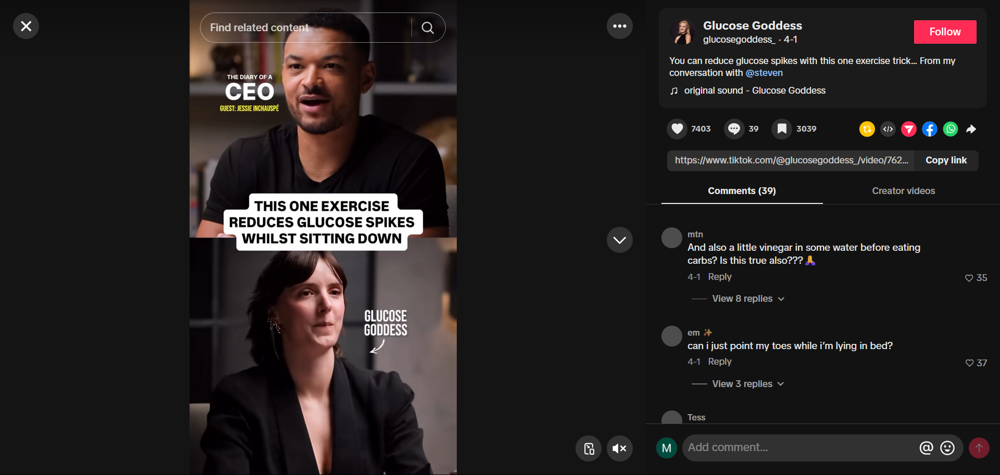 Find related content
THE DIARY OF A
CEO
GUEST: JESSIE INCHAUSPÉ
THIS ONE EXERCISE
REDUCES GLUCOSE SPIKES
WHILST SITTING DOWN
GLUCOSE
GODDESS
Glucose Goddess
glucosegoddess_ · 4-1
Follow
You can reduce glucose spikes with this one exercise trick... From my
conversation with @steven
original sound - Glucose Goddess
7403
39
3039
https://www.tiktok.com/@glucosegoddess_/video/762...
Copy link
Comments (39)
Creator videos
mtn
And also a little vinegar in some water before eating
carbs? Is this true also???🙏
4-1 Reply
35
View 8 replies
em ✨
can i just point my toes while i’m lying in bed?
4-1 Reply
37
View 3 replies
Tess
M
Add comment...